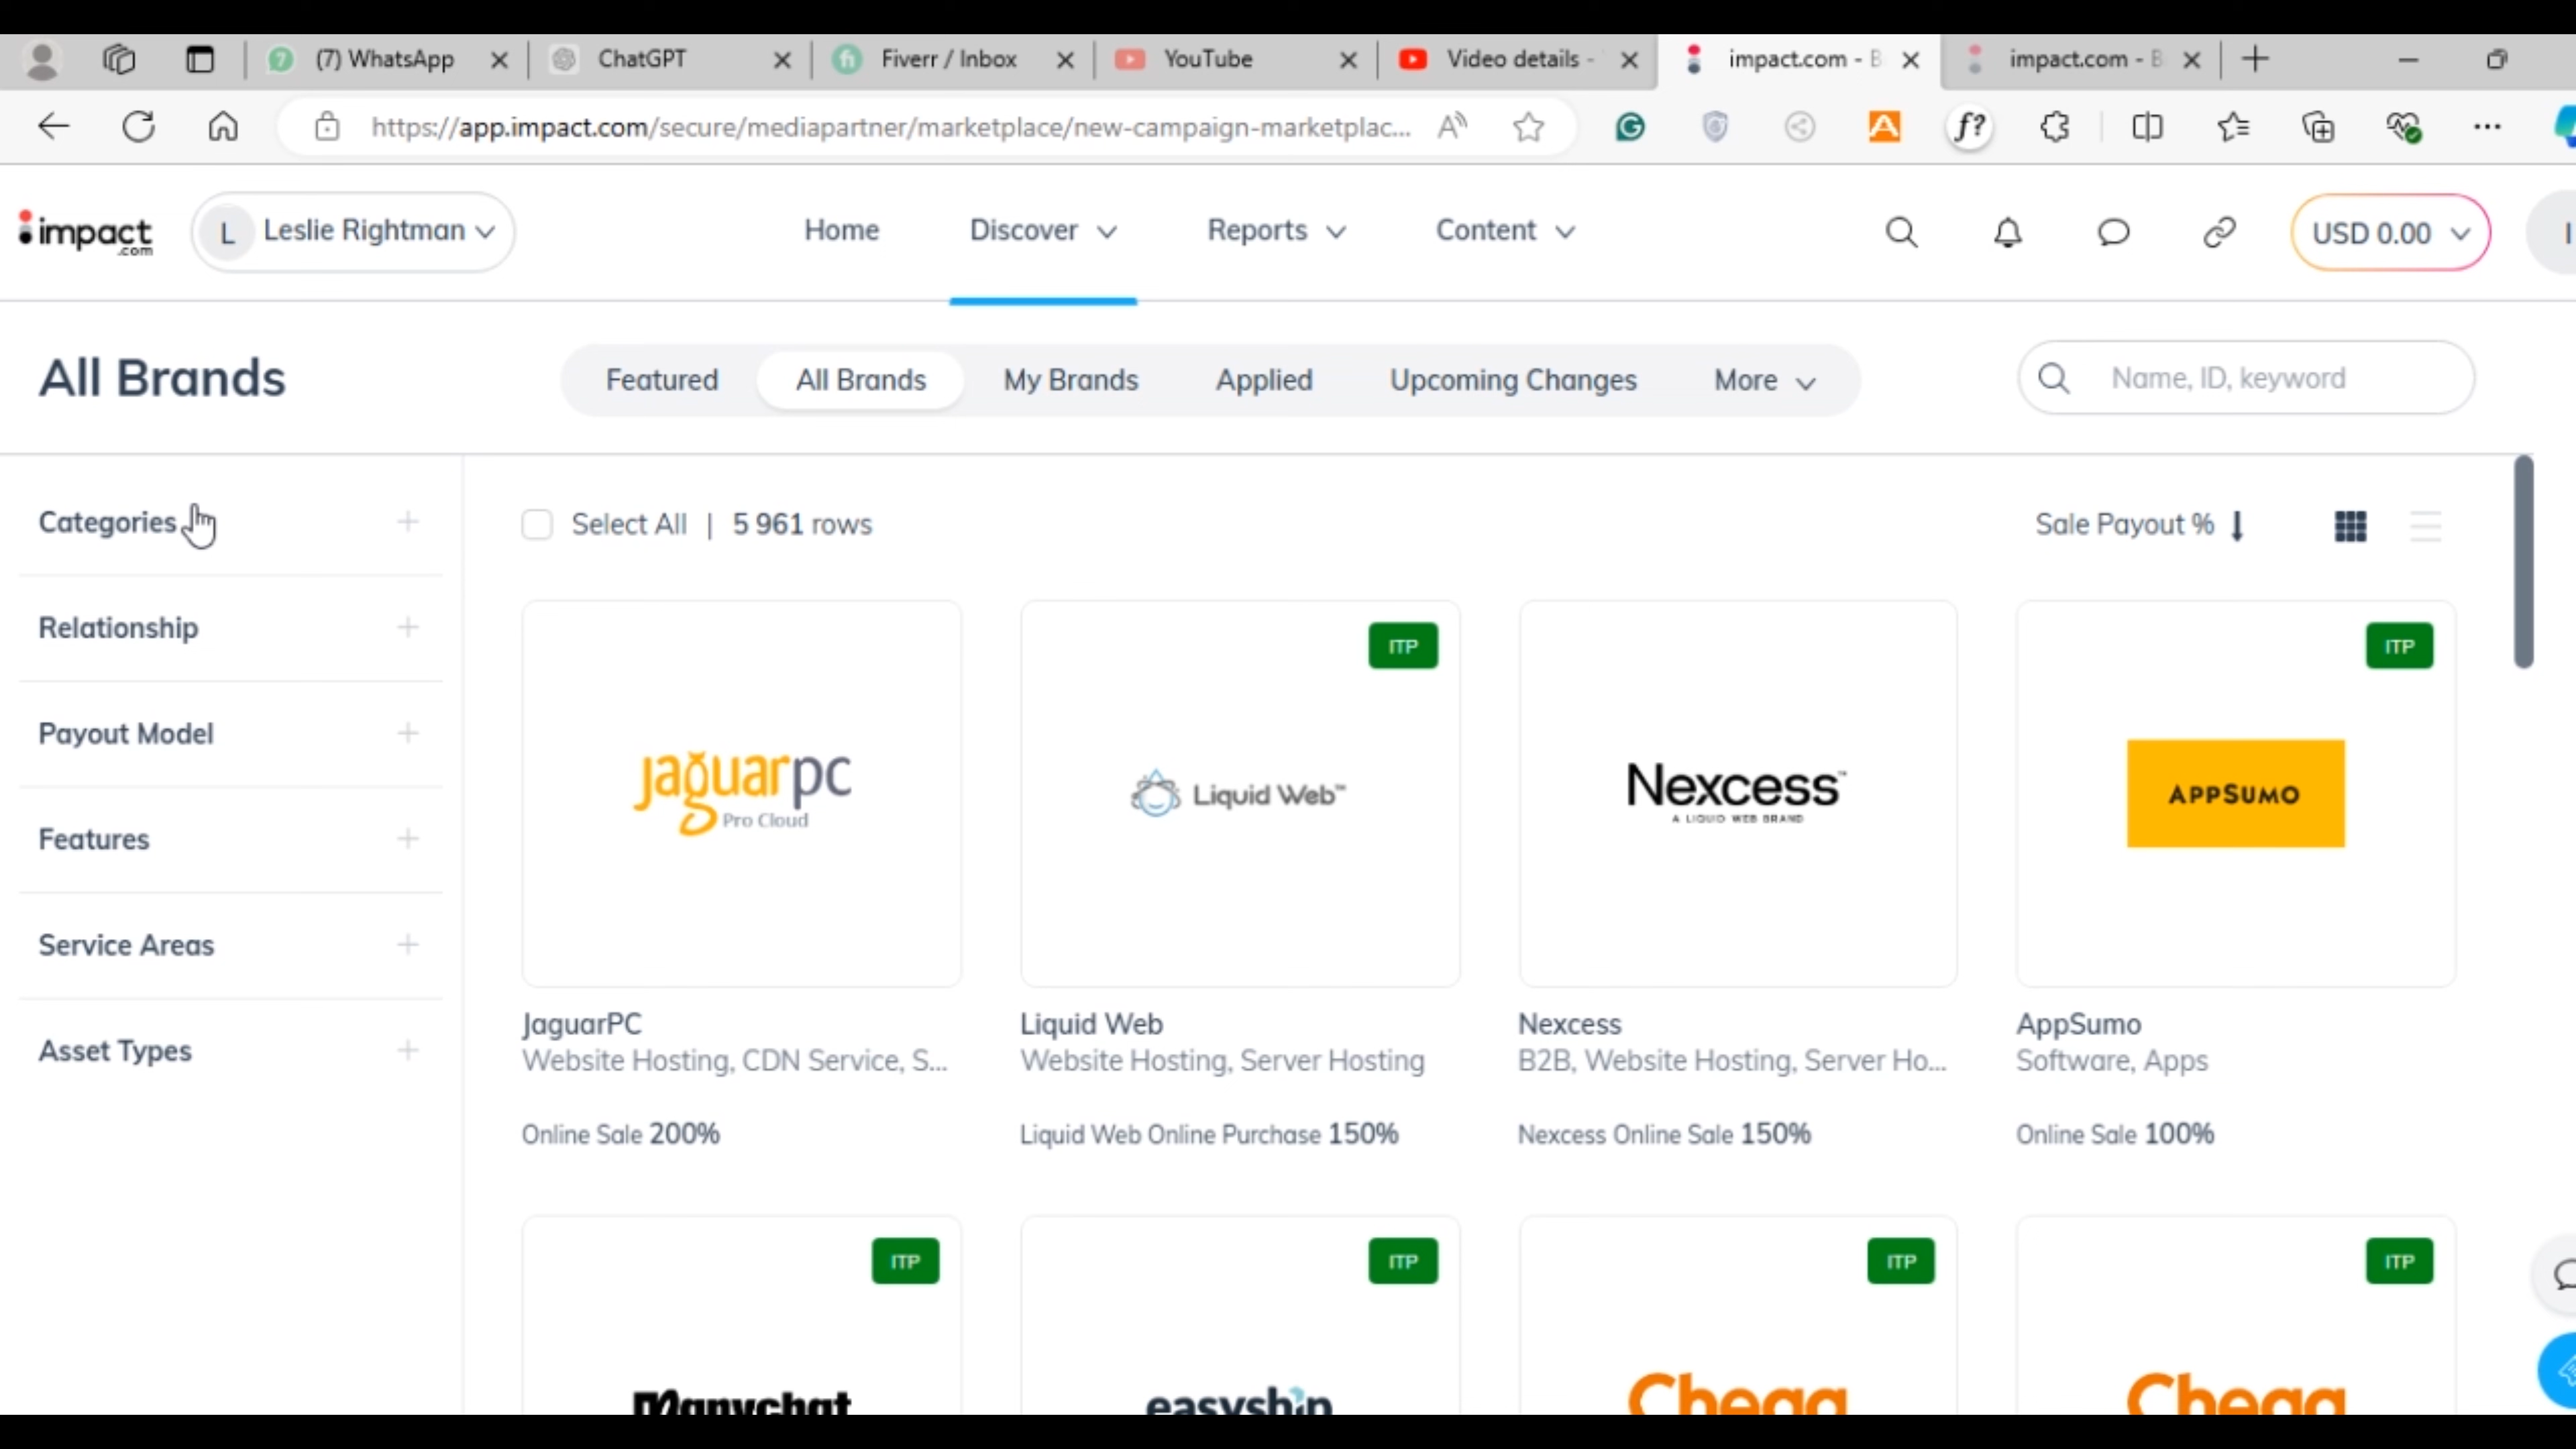 (7) WhatsApp
ChatGPT
Fiverr / Inbox
YouTube
Video details -
impact.com - B
impact.com - B
https://app.impact.com/secure/mediapartner/marketplace/new-campaign-marketplac...
impact
.com
L Leslie Rightman
Home
Discover
Reports
Content
USD 0.00
All Brands
Featured
All Brands
My Brands
Applied
Upcoming Changes
More
Name, ID, keyword
Categories
Relationship
Payout Model
Features
Service Areas
Asset Types
Select All | 5 961 rows
Sale Payout %
jaguarpc
Pro Cloud
ITP
Liquid Web™
Nexcess™
A LIQUID WEB BRAND
ITP
APPSUMO
JaguarPC
Website Hosting, CDN Service, S...
Online Sale 200%
Liquid Web
Website Hosting, Server Hosting
Liquid Web Online Purchase 150%
Nexcess
B2B, Website Hosting, Server Ho...
Nexcess Online Sale 150%
AppSumo
Software, Apps
Online Sale 100%
ITP
Manychat
ITP
easyship
ITP
Chegg
ITP
Chegg